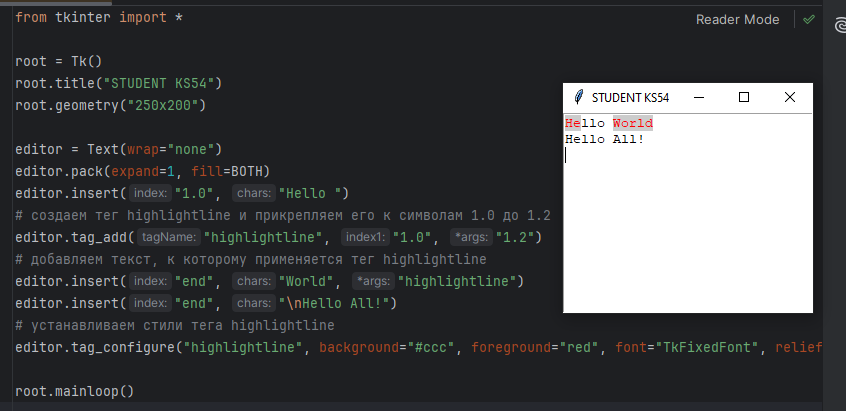 from tkinter import *
Reader Mode
root = Tk()
root.title("STUDENT KS54")
root.geometry("250x200")
STUDENT KS54
Hello World
Hello All!
editor = Text(wrap="none")
editor.pack(expand=1, fill=BOTH)
editor.insert(index: "1.0", chars: "Hello ")
# создаем тег highlightline и прикрепляем его к символам 1.0 до 1.2
editor.tag_add(tagName: "highlightline", index1: "1.0", *args: "1.2")
# добавляем текст, к которому применяется тег highlightline
editor.insert(index: "end", chars: "World", *args: "highlightline")
editor.insert(index: "end", chars: "\nHello All!")
# устанавливаем стили тега highlightline
editor.tag_configure("highlightline", background="#ccc", foreground="red", font="TkFixedFont", relief
root.mainloop()